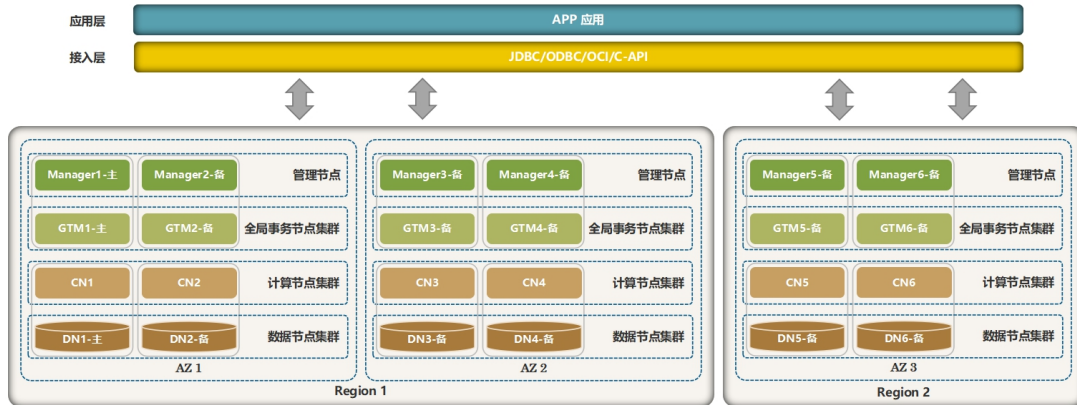 应用层 APP 应用
接入层 JDBC/ODBC/OCI/C-API
Manager1-主 Manager2-备 管理节点
GTM1-主 GTM2-备 全局事务节点集群
CN1 CN2 计算节点集群
DN1-主 DN2-备 数据节点集群
AZ 1
Manager3-备 Manager4-备 管理节点
GTM3-备 GTM4-备 全局事务节点集群
CN3 CN4 计算节点集群
DN3-备 DN4-备 数据节点集群
AZ 2
Region 1
Manager5-备 Manager6-备 管理节点
GTM5-备 GTM6-备 全局事务节点集群
CN5 CN6 计算节点集群
DN5-备 DN6-备 数据节点集群
AZ 3
Region 2